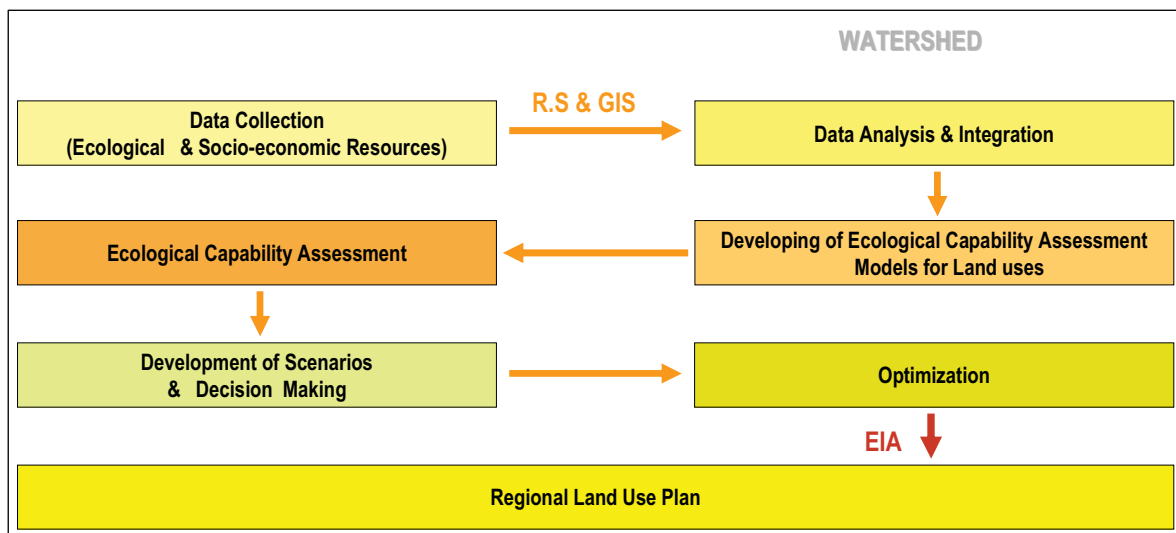 WATERSHED
R.S & GIS
Data Collection
(Ecological & Socio-economic Resources)
Data Analysis & Integration
Ecological Capability Assessment
Developing of Ecological Capability Assessment
Models for Land uses
Development of Scenarios
& Decision Making
Optimization
EIA
Regional Land Use Plan